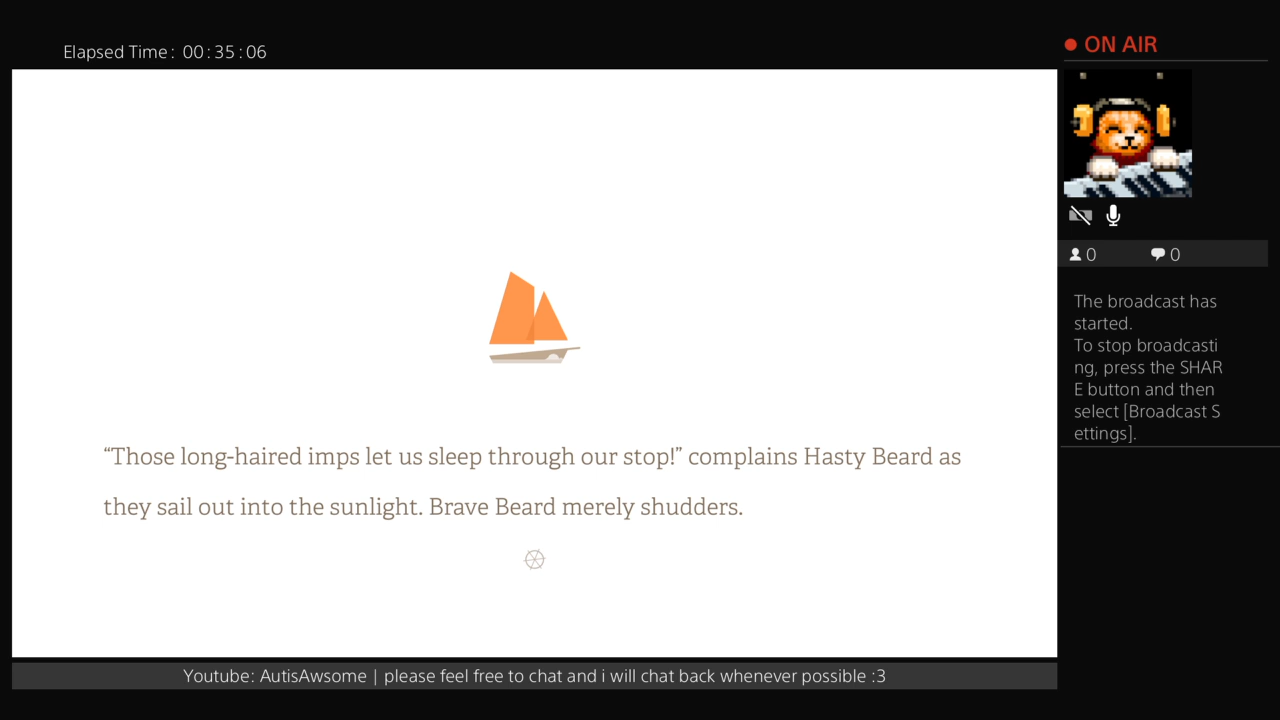 Elapsed Time: 00:35:06
ON AIR
0 0
The broadcast has
started.
To stop broadcasti
ng, press the SHAR
E button and then
select [Broadcast S
ettings].
“Those long-haired imps let us sleep through our stop!” complains Hasty Beard as
they sail out into the sunlight. Brave Beard merely shudders.
Youtube: AutisAwsome | please feel free to chat and i will chat back whenever possible :3